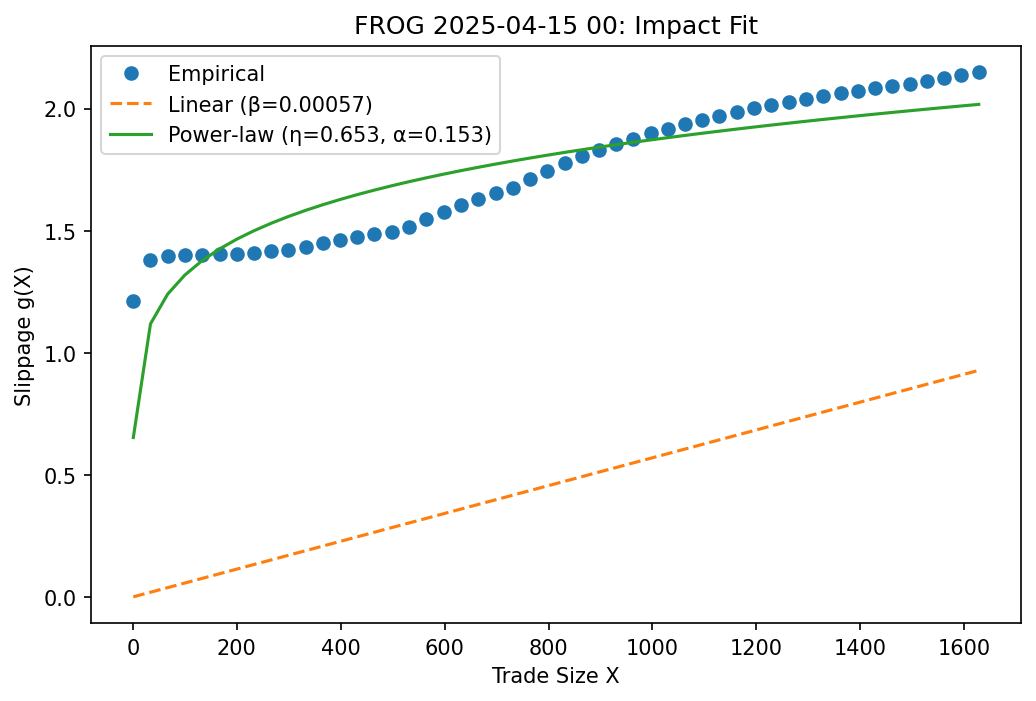 FROG 2025-04-15 00: Impact Fit
Empirical
Linear (β=0.00057)
Power-law (η=0.653, α=0.153)
Slippage g(X)
2.0
1.5
1.0
0.5
0.0
0 200 400 600 800 1000 1200 1400 1600
Trade Size X